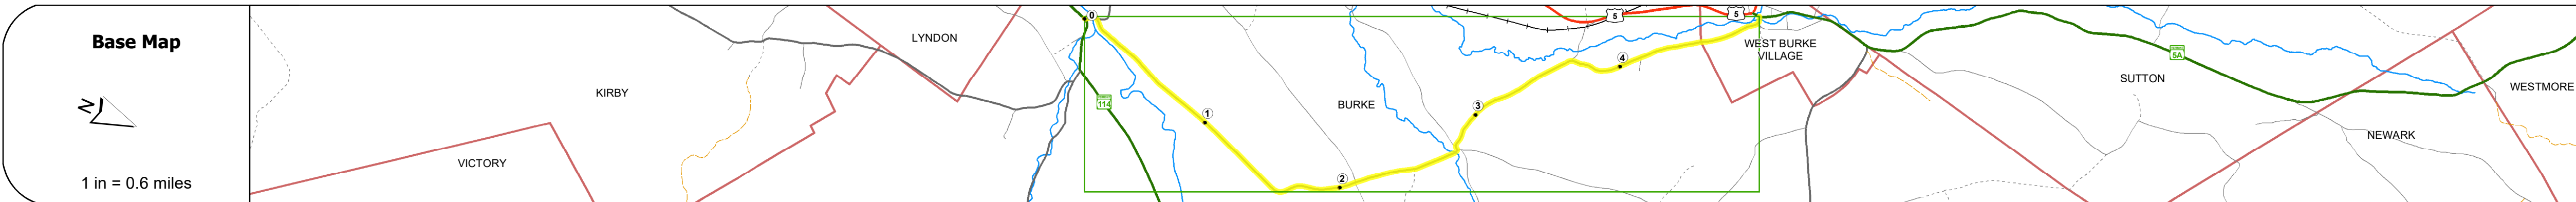 Base Map
N
1 in = 0.6 miles
VICTORY
KIRBY
LYNDON
0
114
1
2
BURKE
3
4
5
5
WEST BURKE
VILLAGE
SUTTON
5A
NEWARK
WESTMORE